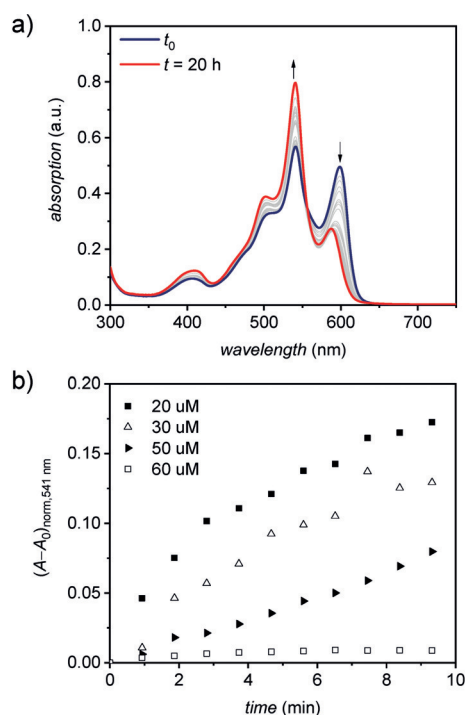 a)
t₀
t = 20 h
absorption (a.u.)
1.0
0.8
0.6
0.4
0.2
0.0
300 400 500 600 700
wavelength (nm)
b)
20 uM
30 uM
50 uM
60 uM
(A–A₀)norm,541 nm
0.20
0.15
0.10
0.05
0.00
0 2 4 6 8 10
time (min)